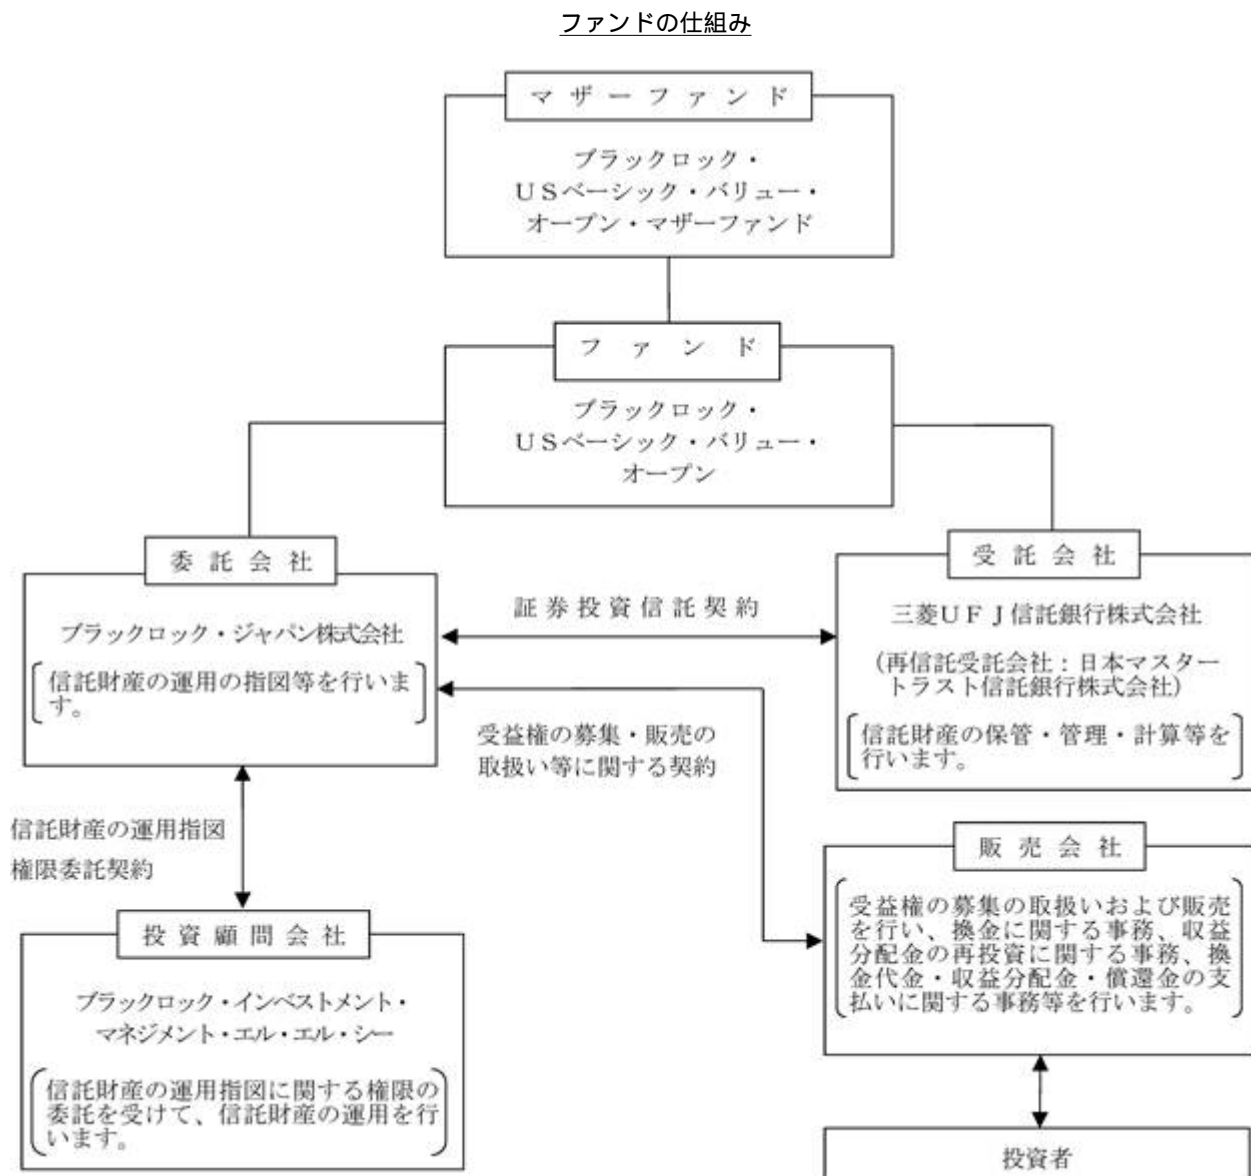 ファンドの仕組み
マザーファンド
ブラックロック・
USベーシック・バリュー・
オープン・マザーファンド
ファンド
ブラックロック・
USベーシック・バリュー・
オープン
委託会社
ブラックロック・ジャパン株式会社
信託財産の運用の指図等を行いま
す。
証券投資信託契約
受益権の募集・販売の
取扱い等に関する契約
受託会社
三菱UFJ信託銀行株式会社
(再信託受託会社:日本マスター
トラスト信託銀行株式会社)
信託財産の保管・管理・計算等を
行います。
信託財産の運用指図
権限委託契約
投資顧問会社
ブラックロック・インベストメント・
マネジメント・エル・エル・シー
信託財産の運用指図に関する権限の
委託を受けて、信託財産の運用を行
います。
販売会社
受益権の募集の取扱いおよび販売
を行い、換金に関する事務、収益
分配金の再投資に関する事務、換
金代金・収益分配金・償還金の支
払いに関する事務等を行います。
投資者